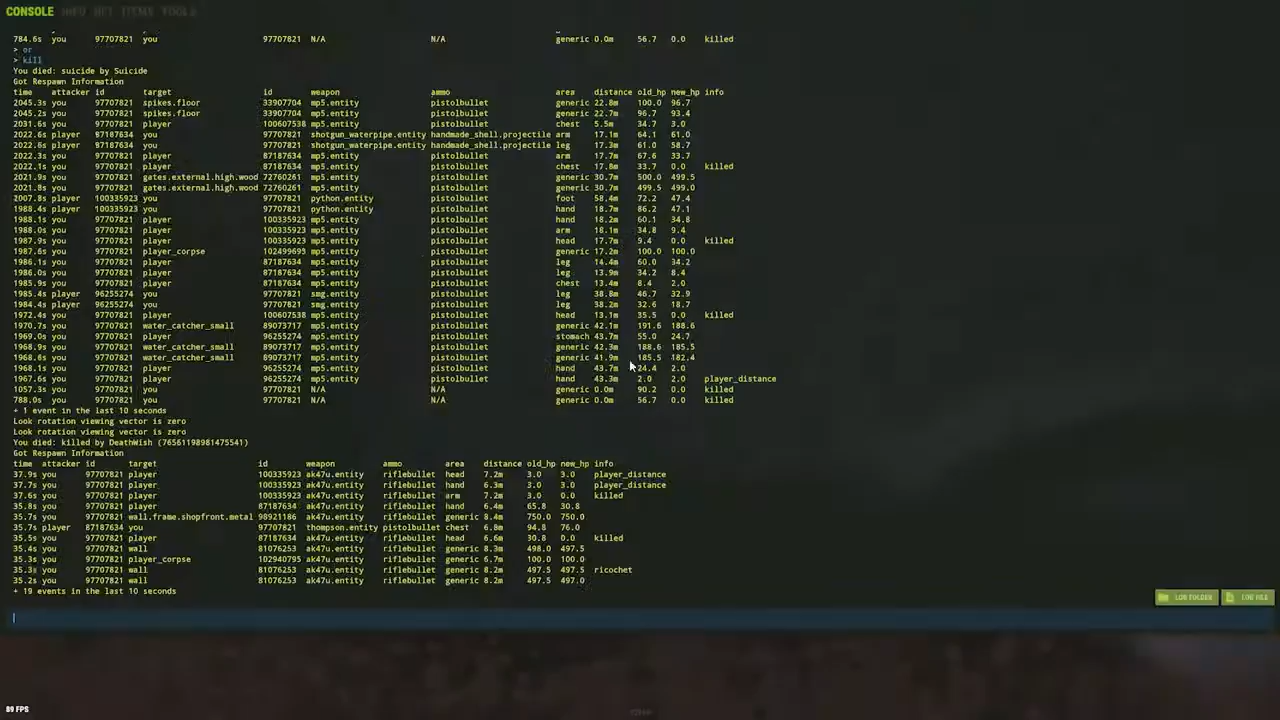 CONSOLE INFO NET ITEMS TOOLS
784.6s you 97707821 you 97707821 N/A N/A generic 0.0m 56.7 0.0 killed
> or
> kill
You died: suicide by Suicide
Got Respawn Information
time attacker id target id weapon ammo area distance old_hp new_hp info
2045.3s you 97707821 spikes.floor 33907704 mp5.entity pistolbullet generic 22.8m 100.0 96.7
2045.2s you 97707821 spikes.floor 33907704 mp5.entity pistolbullet generic 22.7m 96.7 93.4
2031.6s you 97707821 player 100607538 mp5.entity pistolbullet chest 5.5m 34.7 3.0
2022.6s player 87187634 you 97707821 shotgun_waterpipe.entity handmade_shell.projectile arm 17.1m 64.1 61.0
2022.6s player 87187634 you 97707821 shotgun_waterpipe.entity handmade_shell.projectile leg 17.3m 61.0 58.7
2022.3s you 97707821 player 87187634 mp5.entity pistolbullet arm 17.7m 67.6 33.7
2022.1s you 97707821 player 87187634 mp5.entity pistolbullet chest 17.8m 33.7 0.0 killed
2021.9s you 97707821 gates.external.high.wood 72760261 mp5.entity pistolbullet generic 30.7m 500.0 499.5
2021.8s you 97707821 gates.external.high.wood 72760261 mp5.entity pistolbullet generic 30.7m 499.5 499.0
2007.8s player 100335923 you 97707821 python.entity pistolbullet foot 58.4m 72.2 47.4
1988.4s player 100335923 you 97707821 python.entity pistolbullet hand 18.7m 86.2 47.1
1988.1s you 97707821 player 100335923 mp5.entity pistolbullet hand 18.2m 60.1 34.8
1988.0s you 97707821 player 100335923 mp5.entity pistolbullet arm 18.1m 34.8 9.4
1987.9s you 97707821 player 100335923 mp5.entity pistolbullet head 17.7m 9.4 0.0 killed
1987.6s you 97707821 player_corpse 102499693 mp5.entity pistolbullet generic 17.2m 100.0 100.0
1986.1s you 97707821 player 87187634 mp5.entity pistolbullet leg 14.4m 60.0 34.2
1986.0s you 97707821 player 87187634 mp5.entity pistolbullet leg 13.9m 34.2 8.4
1985.9s you 97707821 player 87187634 mp5.entity pistolbullet chest 13.4m 8.4 2.0
1985.4s player 96255274 you 97707821 smg.entity pistolbullet leg 38.8m 46.7 32.9
1984.4s player 96255274 you 97707821 smg.entity pistolbullet leg 38.2m 32.6 18.7
1972.4s you 97707821 player 100607538 mp5.entity pistolbullet head 13.1m 35.5 0.0 killed
1970.7s you 97707821 water_catcher_small 89073717 mp5.entity pistolbullet generic 42.1m 191.6 188.6
1969.0s you 97707821 player 96255274 mp5.entity pistolbullet stomach 43.7m 55.0 24.7
1968.9s you 97707821 water_catcher_small 89073717 mp5.entity pistolbullet generic 42.3m 188.6 185.5
1968.6s you 97707821 water_catcher_small 89073717 mp5.entity pistolbullet generic 41.9m 185.5 182.4
1968.1s you 97707821 player 96255274 mp5.entity pistolbullet hand 43.7m 24.4 2.0
1967.6s you 97707821 player 96255274 mp5.entity pistolbullet hand 43.3m 2.0 2.0 player_distance
1057.3s you 97707821 you 97707821 N/A N/A generic 0.0m 90.2 0.0 killed
788.0s you 97707821 you 97707821 N/A N/A generic 0.0m 56.7 0.0 killed
+ 1 event in the last 10 seconds
Look rotation viewing vector is zero
Look rotation viewing vector is zero
You died: killed by DeathWish (76561198981475541)
Got Respawn Information
time attacker id target id weapon ammo area distance old_hp new_hp info
37.9s you 97707821 player 100335923 ak47u.entity riflebullet head 7.2m 3.0 3.0 player_distance
37.7s you 97707821 player 100335923 ak47u.entity riflebullet hand 6.3m 3.0 3.0 player_distance
37.6s you 97707821 player 100335923 ak47u.entity riflebullet arm 7.2m 3.0 0.0 killed
35.8s you 97707821 player 87187634 ak47u.entity riflebullet hand 6.4m 65.8 30.8
35.7s you 97707821 wall.frame.shopfront.metal 98921186 ak47u.entity riflebullet generic 8.4m 750.0 750.0
35.7s player 87187634 you 97707821 thompson.entity pistolbullet chest 6.8m 94.8 76.0
35.5s you 97707821 player 87187634 ak47u.entity riflebullet head 6.6m 30.8 0.0 killed
35.4s you 97707821 wall 81076253 ak47u.entity riflebullet generic 8.3m 498.0 497.5
35.3s you 97707821 player_corpse 102940795 ak47u.entity riflebullet generic 6.7m 100.0 100.0
35.3s you 97707821 wall 81076253 ak47u.entity riflebullet generic 8.2m 497.5 497.5 ricochet
35.2s you 97707821 wall 81076253 ak47u.entity riflebullet generic 8.2m 497.5 497.0
+ 19 events in the last 10 seconds
LOG FOLDER LOG FILE
89 FPS